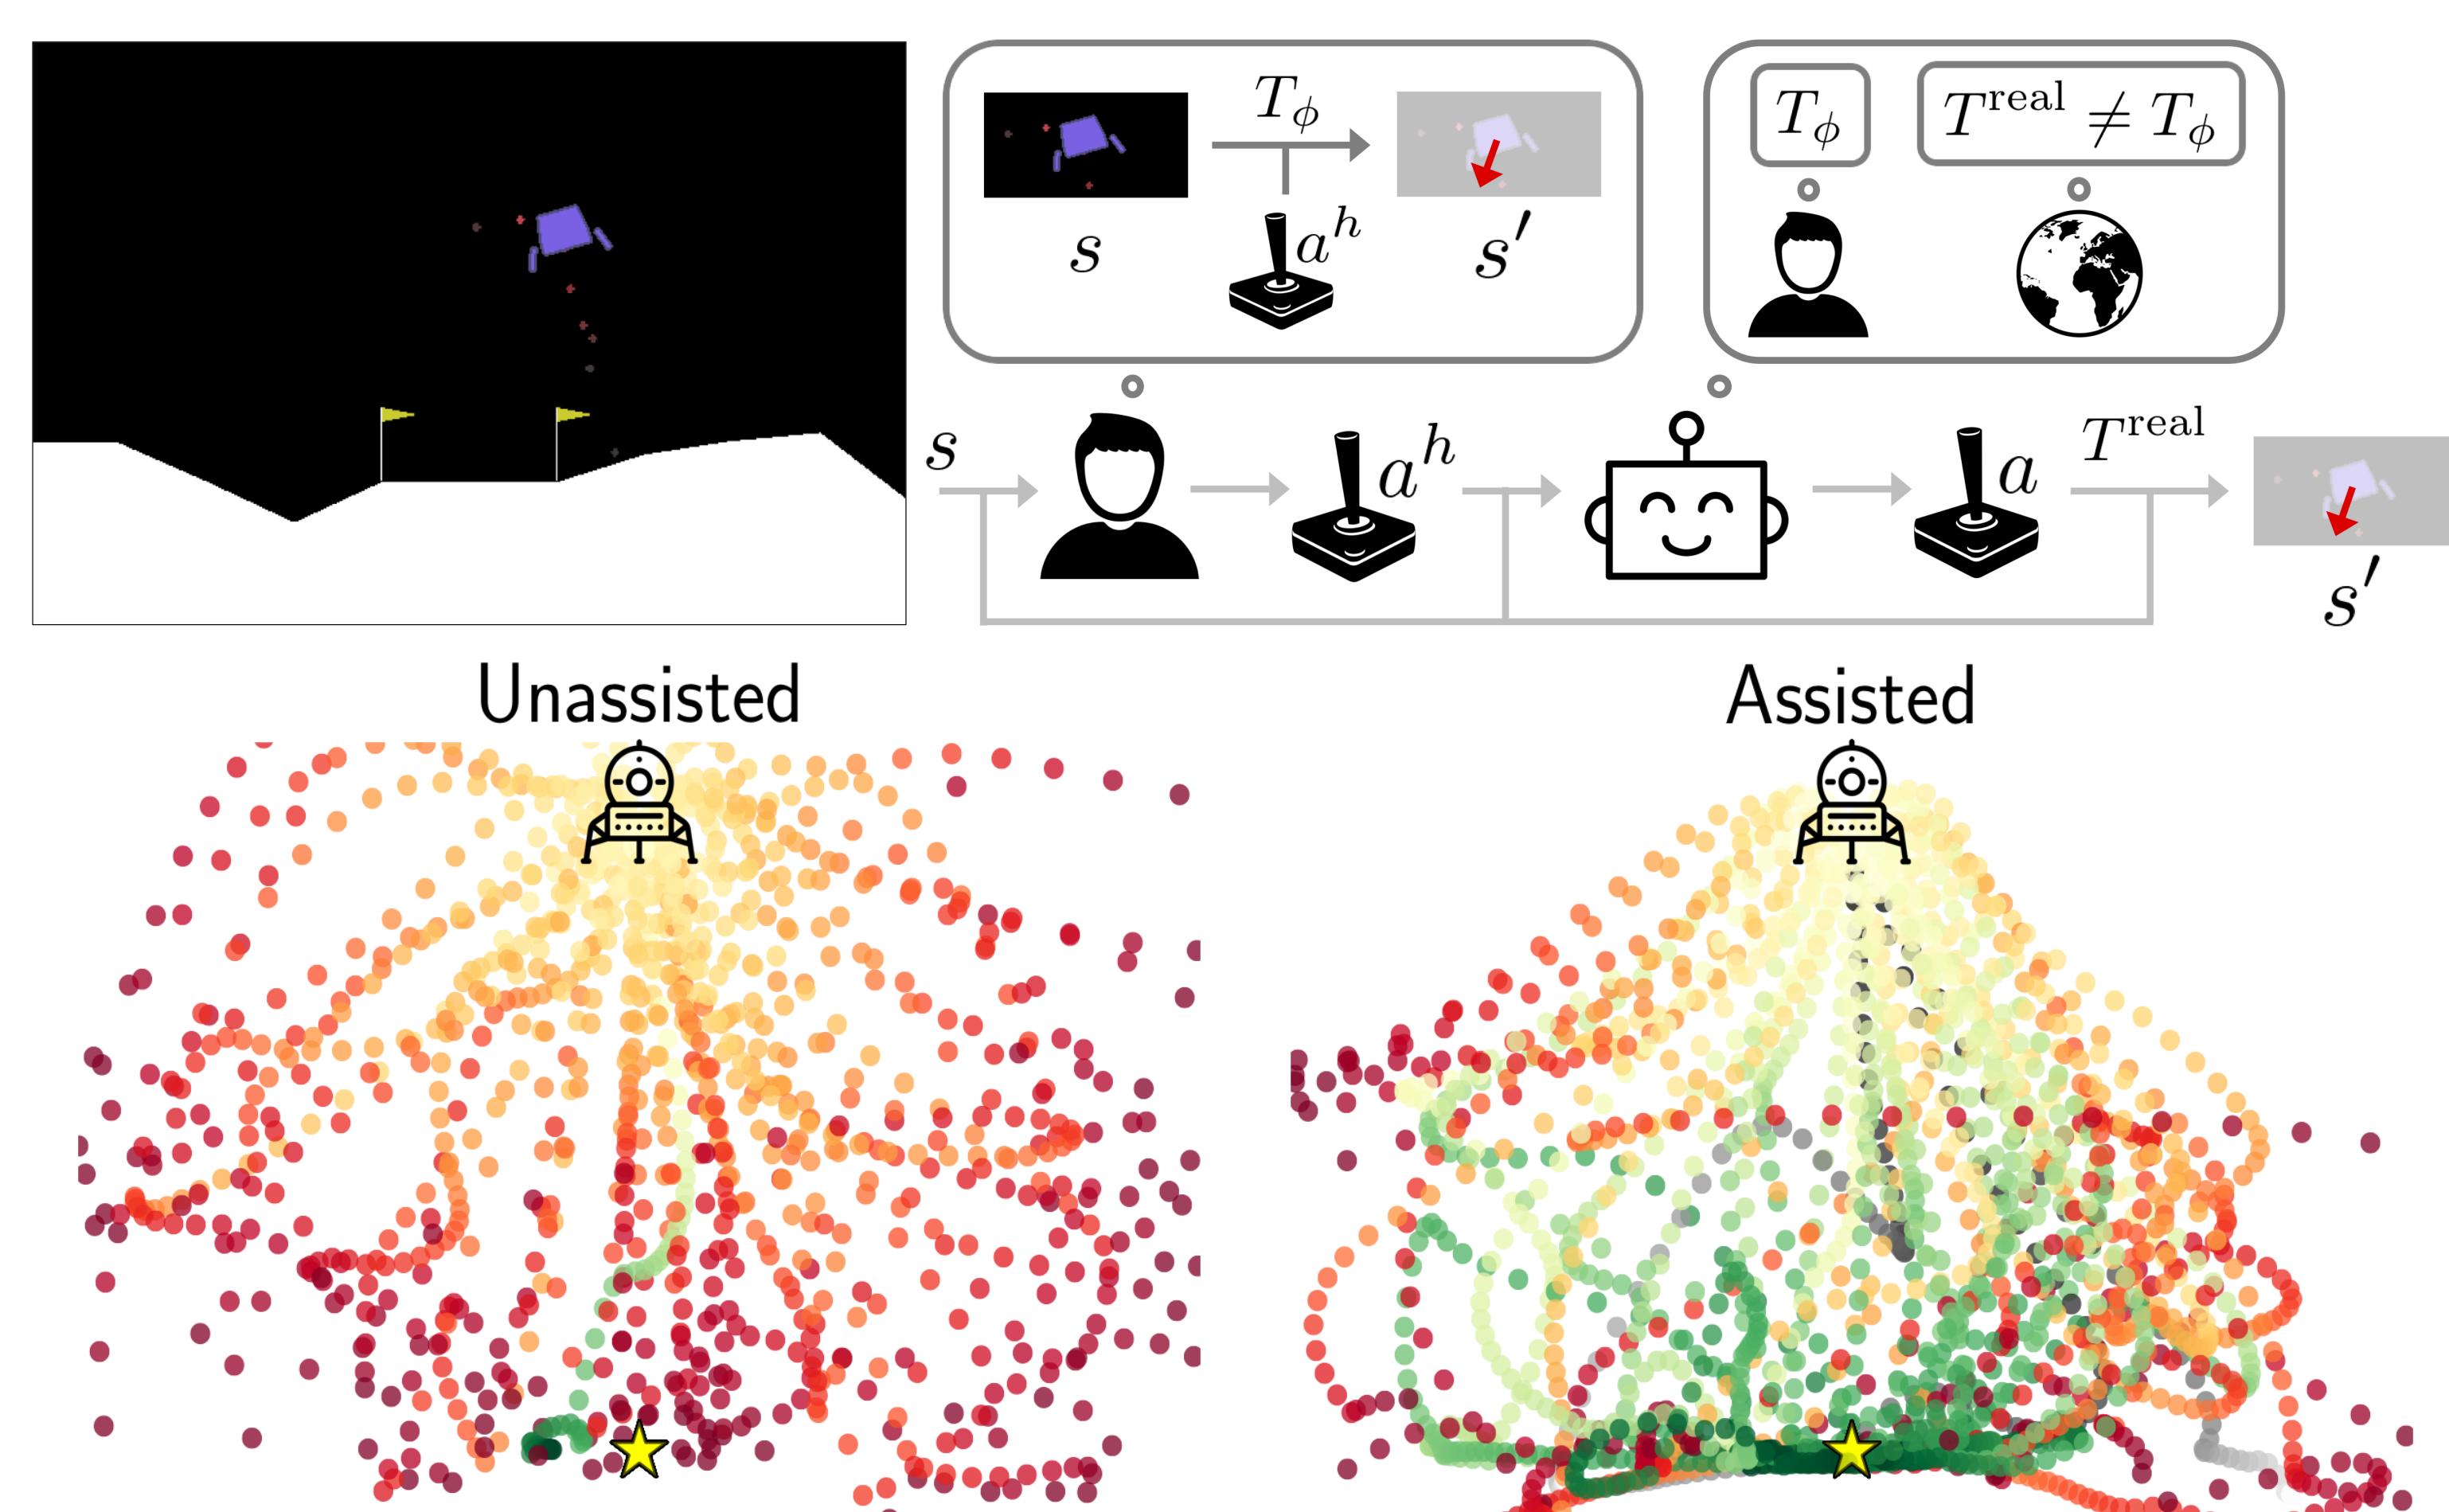 T_ϕ
s
a^h
s′
T_ϕ
T^real ≠ T_ϕ
s
a^h
a
T^real
s′
Unassisted
Assisted